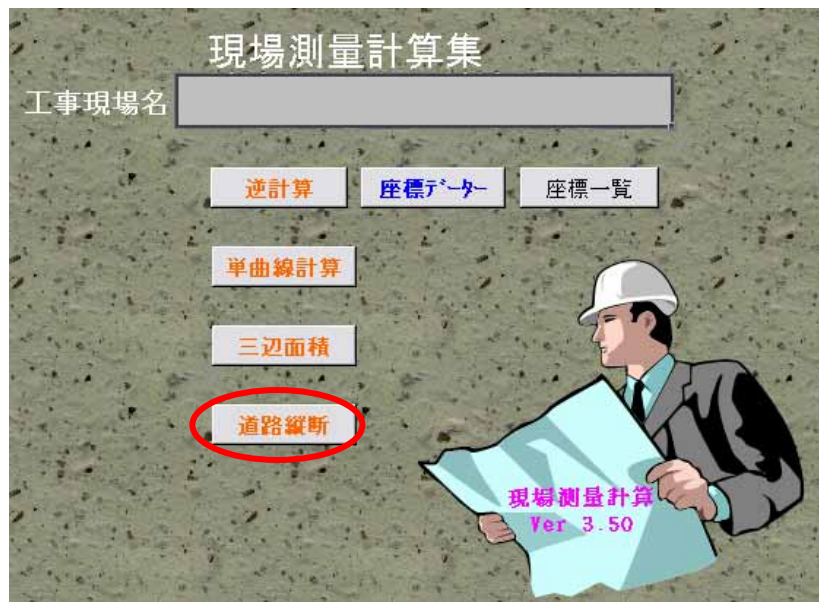 現場測量計算集
工事現場名
逆計算 座標ﾃﾞｰﾀｰ 座標一覧
単曲線計算
三辺面積
道路縦断
現場測量計算
Ver 3.50